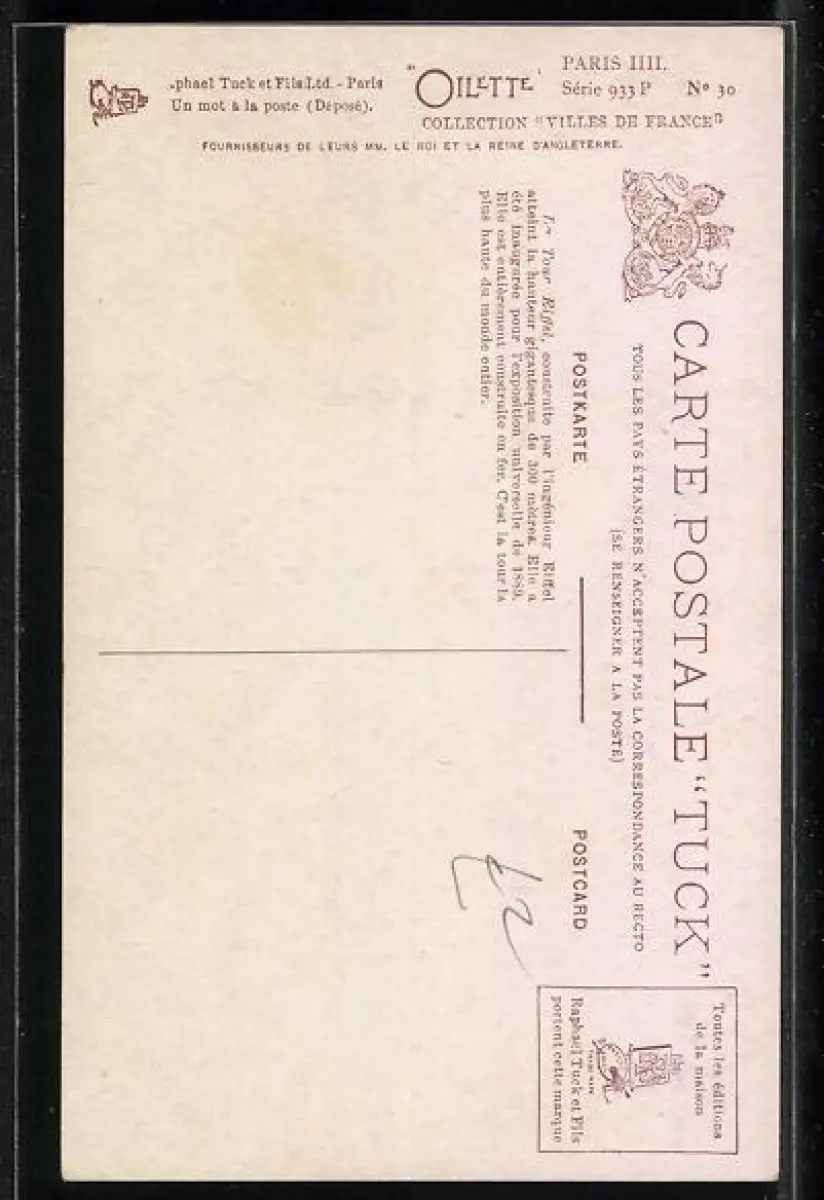 .phael Tuck et Fils Ltd. - Paris
Un mot à la poste (Déposé).
"OILETTE"
PARIS IIII.
Série 933 P No 30
COLLECTION "VILLES DE FRANCE"
FOURNISSEURS DE LEURS MM. LE ROI ET LA REINE D'ANGLETERRE.
CARTE POSTALE "TUCK"
TOUS LES PAYS ÉTRANGERS N'ACCEPTENT PAS LA CORRESPONDANCE AU RECTO
(SE RENSEIGNER A LA POSTE)
POSTKARTE
POSTCARD
La Tour Eiffel, construite par l'ingénieur Eiffel
atteint la hauteur gigantesque de 300 mètres. Elle a
été inaugurée pour l'exposition universelle de 1889.
Elle est entièrement construite en fer. C'est la tour la
plus haute du monde entier.
Toutes les éditions
de la maison
TRADE MARK
Raphaël Tuck et Fils
portent cette marque